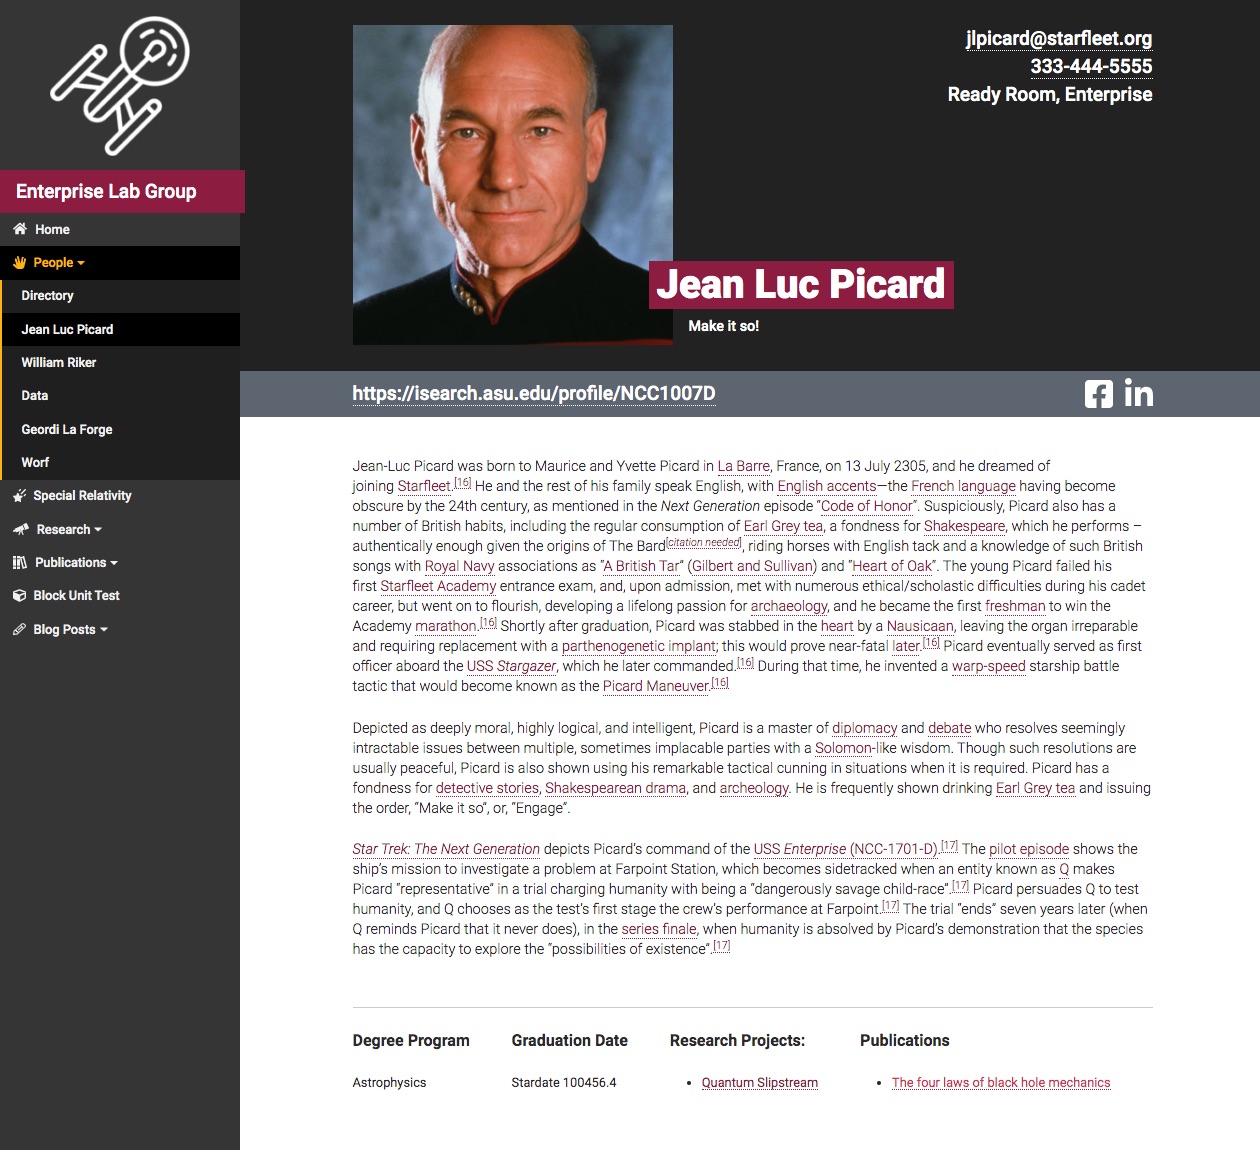 Enterprise Lab Group
Home
People
Directory
Jean Luc Picard
William Riker
Data
Geordi La Forge
Worf
Special Relativity
Research
Publications
Block Unit Test
Blog Posts
jlpicard@starfleet.org
333-444-5555
Ready Room, Enterprise
Jean Luc Picard
Make it so!
https://isearch.asu.edu/profile/NCC1007D
Jean-Luc Picard was born to Maurice and Yvette Picard in La Barre, France, on 13 July 2305, and he dreamed of
joining Starfleet.[16] He and the rest of his family speak English, with English accents—the French language having become
obscure by the 24th century, as mentioned in the Next Generation episode “Code of Honor”. Suspiciously, Picard also has a
number of British habits, including the regular consumption of Earl Grey tea, a fondness for Shakespeare, which he performs –
authentically enough given the origins of The Bard[citation needed], riding horses with English tack and a knowledge of such British
songs with Royal Navy associations as “A British Tar” (Gilbert and Sullivan) and “Heart of Oak”. The young Picard failed his
first Starfleet Academy entrance exam, and, upon admission, met with numerous ethical/scholastic difficulties during his cadet
career, but went on to flourish, developing a lifelong passion for archaeology, and he became the first freshman to win the
Academy marathon.[16] Shortly after graduation, Picard was stabbed in the heart by a Nausicaan, leaving the organ irreparable
and requiring replacement with a parthenogenetic implant; this would prove near-fatal later.[16] Picard eventually served as first
officer aboard the USS Stargazer, which he later commanded.[16] During that time, he invented a warp-speed starship battle
tactic that would become known as the Picard Maneuver.[16]
Depicted as deeply moral, highly logical, and intelligent, Picard is a master of diplomacy and debate who resolves seemingly
intractable issues between multiple, sometimes implacable parties with a Solomon-like wisdom. Though such resolutions are
usually peaceful, Picard is also shown using his remarkable tactical cunning in situations when it is required. Picard has a
fondness for detective stories, Shakespearean drama, and archeology. He is frequently shown drinking Earl Grey tea and issuing
the order, “Make it so“, or, “Engage”.
Star Trek: The Next Generation depicts Picard’s command of the USS Enterprise (NCC-1701-D).[17] The pilot episode shows the
ship’s mission to investigate a problem at Farpoint Station, which becomes sidetracked when an entity known as Q makes
Picard “representative” in a trial charging humanity with being a “dangerously savage child-race”.[17] Picard persuades Q to test
humanity, and Q chooses as the test’s first stage the crew’s performance at Farpoint.[17] The trial “ends” seven years later (when
Q reminds Picard that it never does), in the series finale, when humanity is absolved by Picard’s demonstration that the species
has the capacity to explore the “possibilities of existence”.[17]
Degree Program Graduation Date Research Projects: Publications
Astrophysics Stardate 100456.4 • Quantum Slipstream • The four laws of black hole mechanics